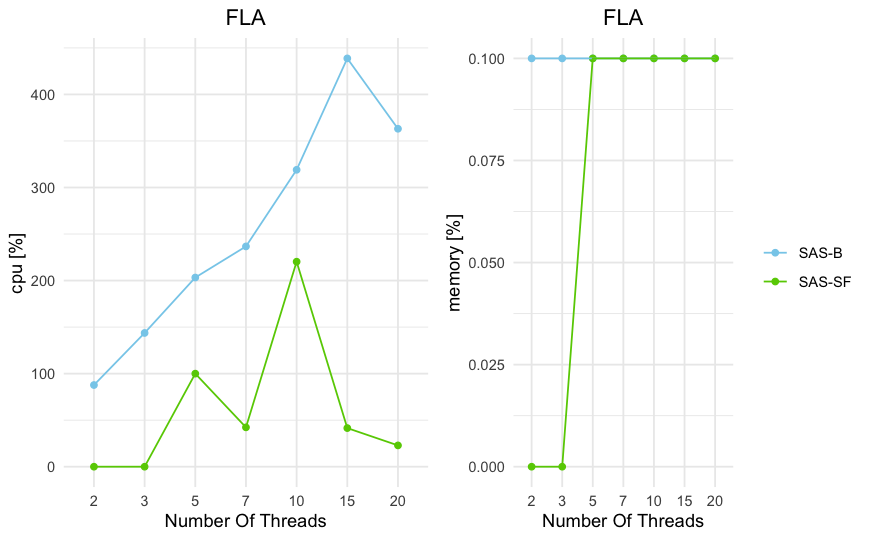 FLA
cpu [%]
400
300
200
100
0
2 3 5 7 10 15 20
Number Of Threads
FLA
memory [%]
0.100
0.075
0.050
0.025
0.000
2 3 5 7 10 15 20
Number Of Threads
SAS-B
SAS-SF